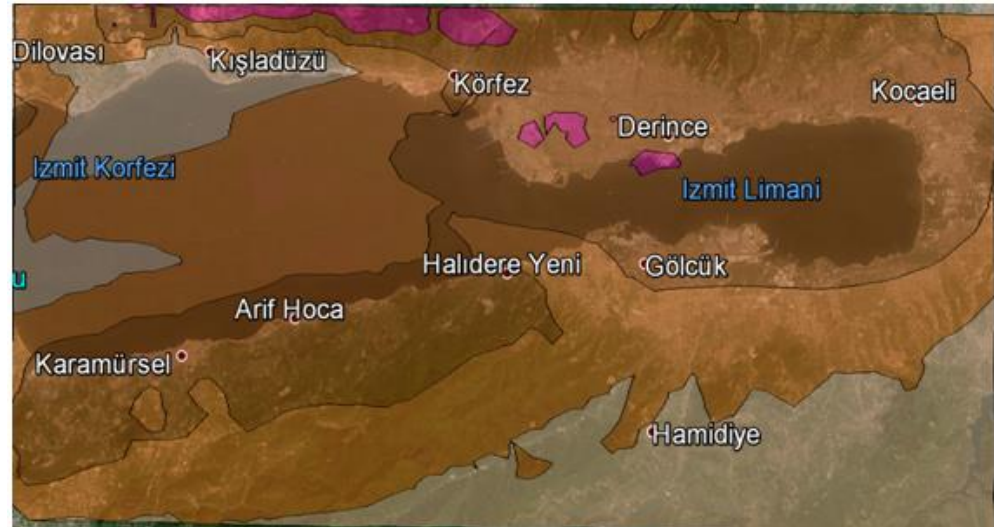 Dilovası
Kışladüzü
Körfez
Kocaeli
Derince
Izmit Korfezi
Izmit Limani
u
Halıdere Yeni
Gölcük
Arif Hoca
Karamürsel
Hamidiye